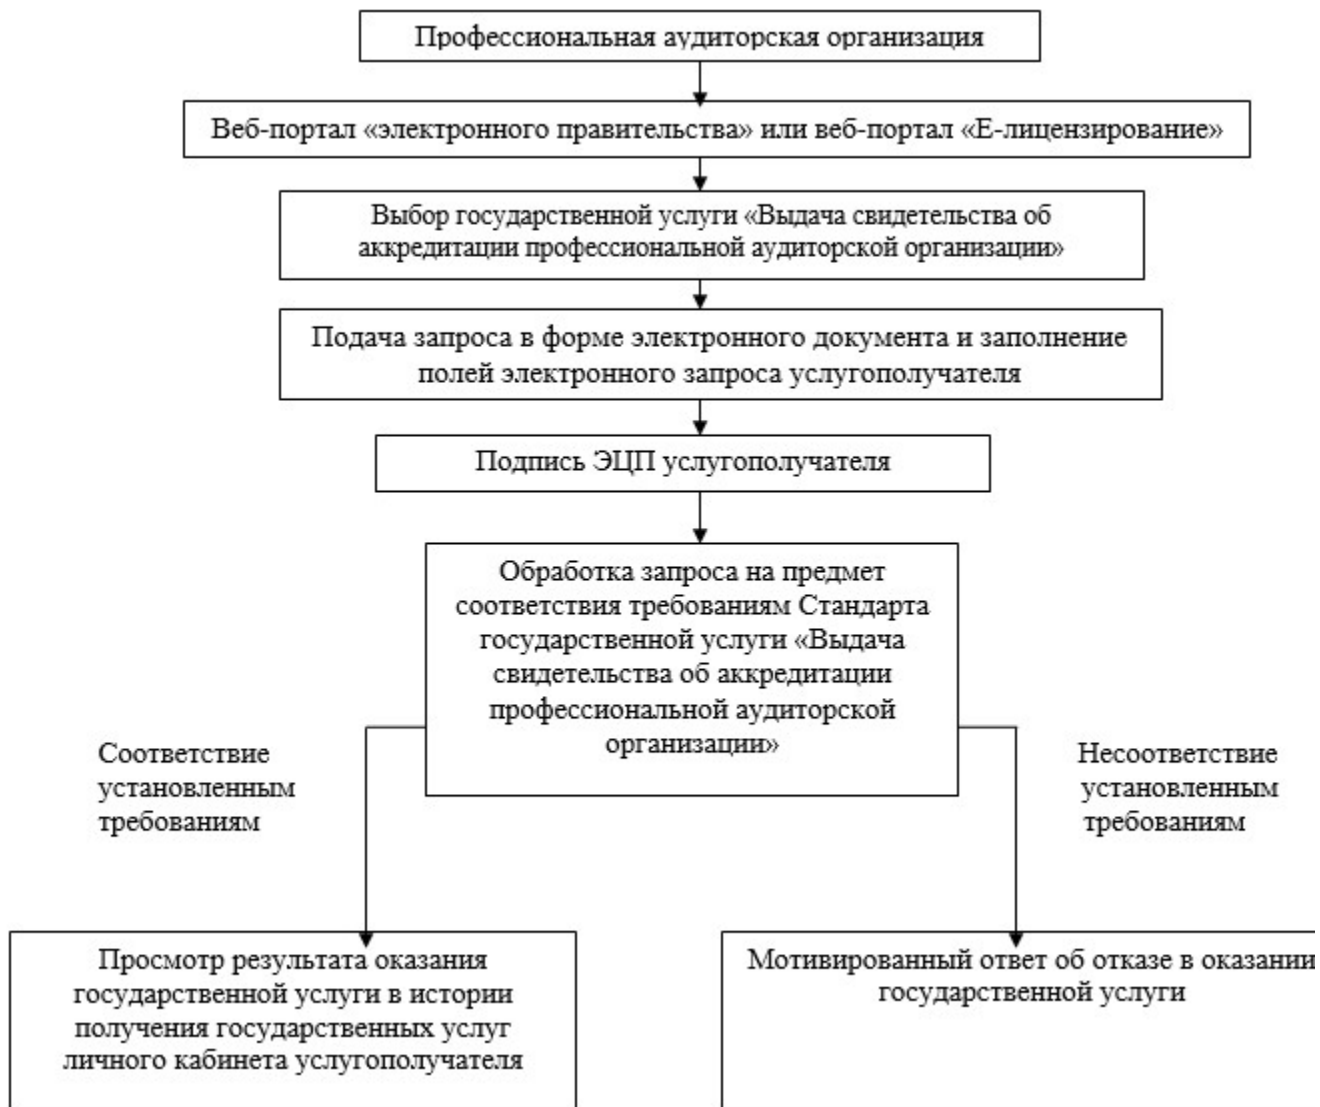 Профессиональная аудиторская организация
Веб-портал «электронного правительства» или веб-портал «Е-лицензирование»
Выбор государственной услуги «Выдача свидетельства об
аккредитации профессиональной аудиторской организации»
Подача запроса в форме электронного документа и заполнение
полей электронного запроса услугополучателя
Подпись ЭЦП услугополучателя
Обработка запроса на предмет
соответствия требованиям Стандарта
государственной услуги «Выдача
свидетельства об аккредитации
профессиональной аудиторской
организации»
Соответствие
установленным
требованиям
Несоответствие
установленным
требованиям
Просмотр результата оказания
государственной услуги в истории
получения государственных услуг
личного кабинета услугополучателя
Мотивированный ответ об отказе в оказании
государственной услуги